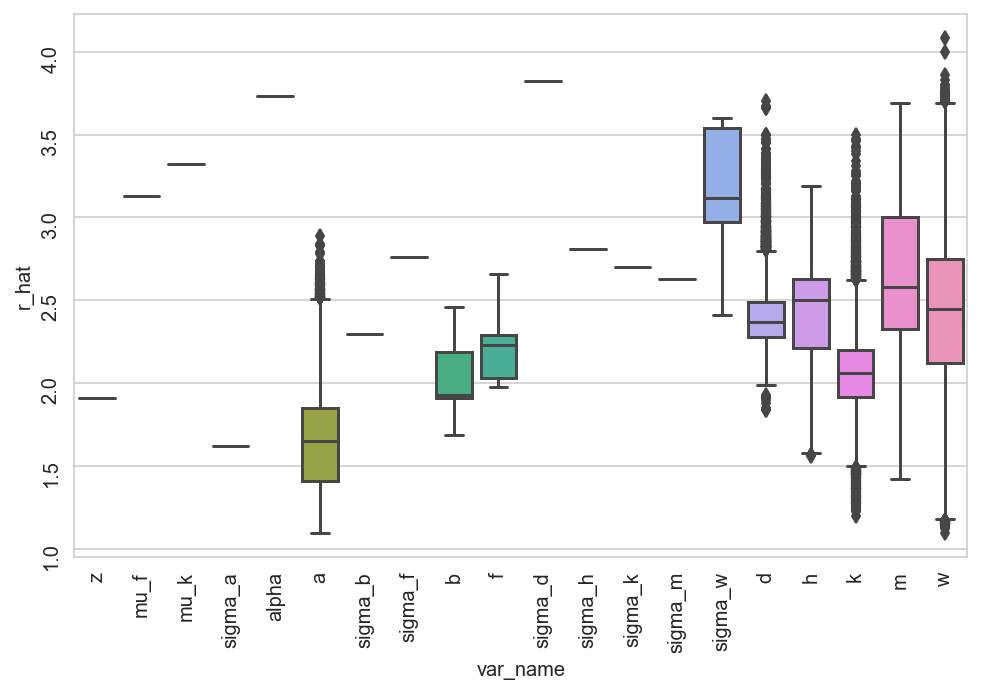 r_hat
4.0
3.5
3.0
2.5
2.0
1.5
1.0
z
mu_f
mu_k
sigma_a
alpha
a
sigma_b
sigma_f
b
f
sigma_d
sigma_h
sigma_k
sigma_m
sigma_w
d
h
k
m
w
var_name